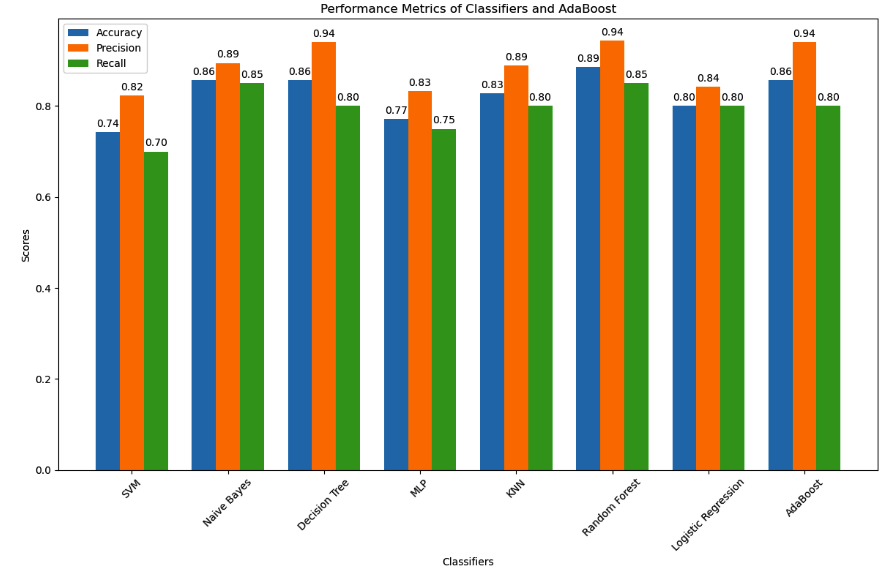 Performance Metrics of Classifiers and AdaBoost
Accuracy
Precision
Recall
0.74
0.82
0.70
0.86
0.89
0.85
0.86
0.94
0.80
0.77
0.83
0.75
0.83
0.89
0.80
0.89
0.94
0.85
0.80
0.84
0.80
0.86
0.94
0.80
Scores
0.8
0.6
0.4
0.2
0.0
SVM
Naive Bayes
Decision Tree
MLP
KNN
Random Forest
Logistic Regression
AdaBoost
Classifiers